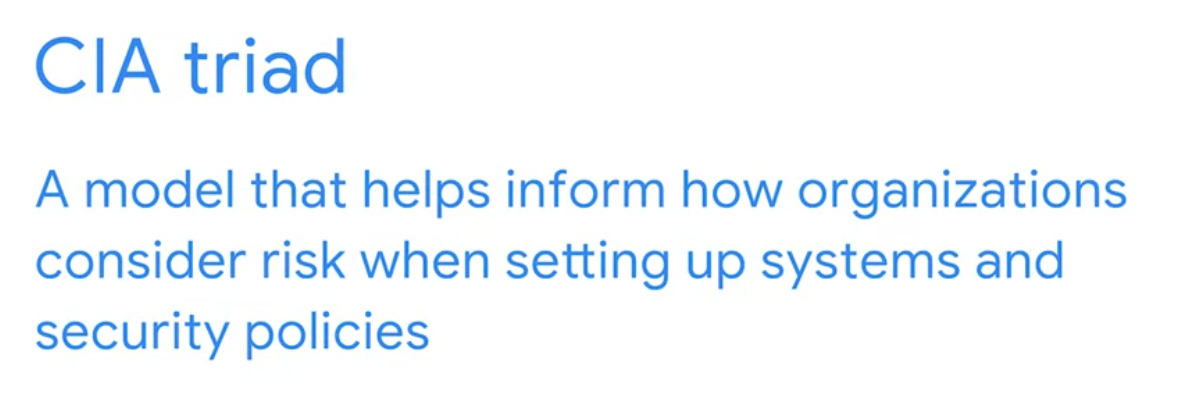 CIA triad
A model that helps inform how organizations
consider risk when setting up systems and
security policies